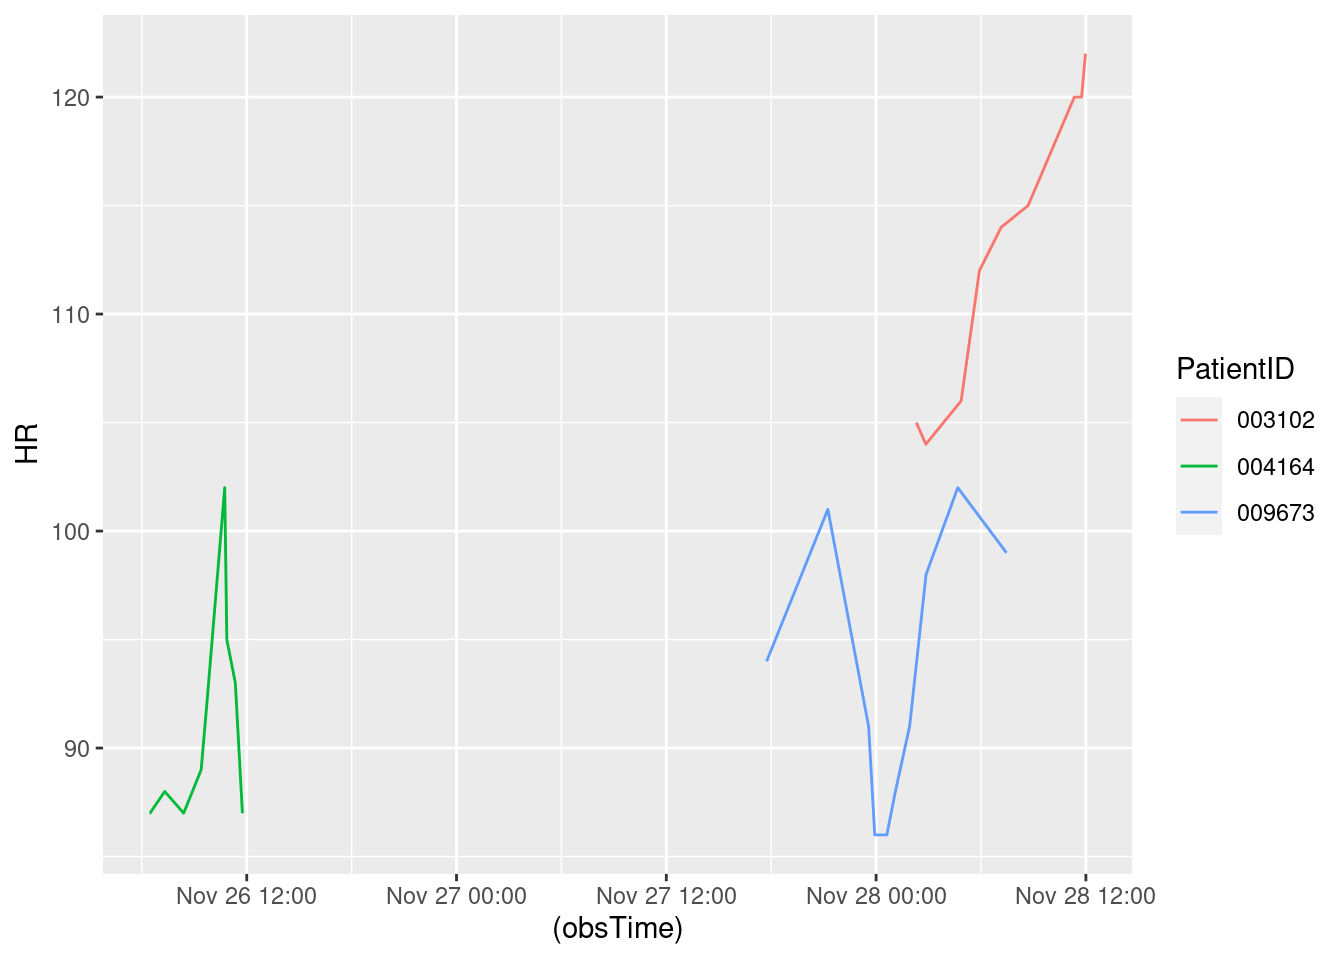 120
110
100
90
HR
Nov 26 12:00
Nov 27 00:00
Nov 27 12:00
Nov 28 00:00
Nov 28 12:00
(obsTime)
PatientID
003102
004164
009673